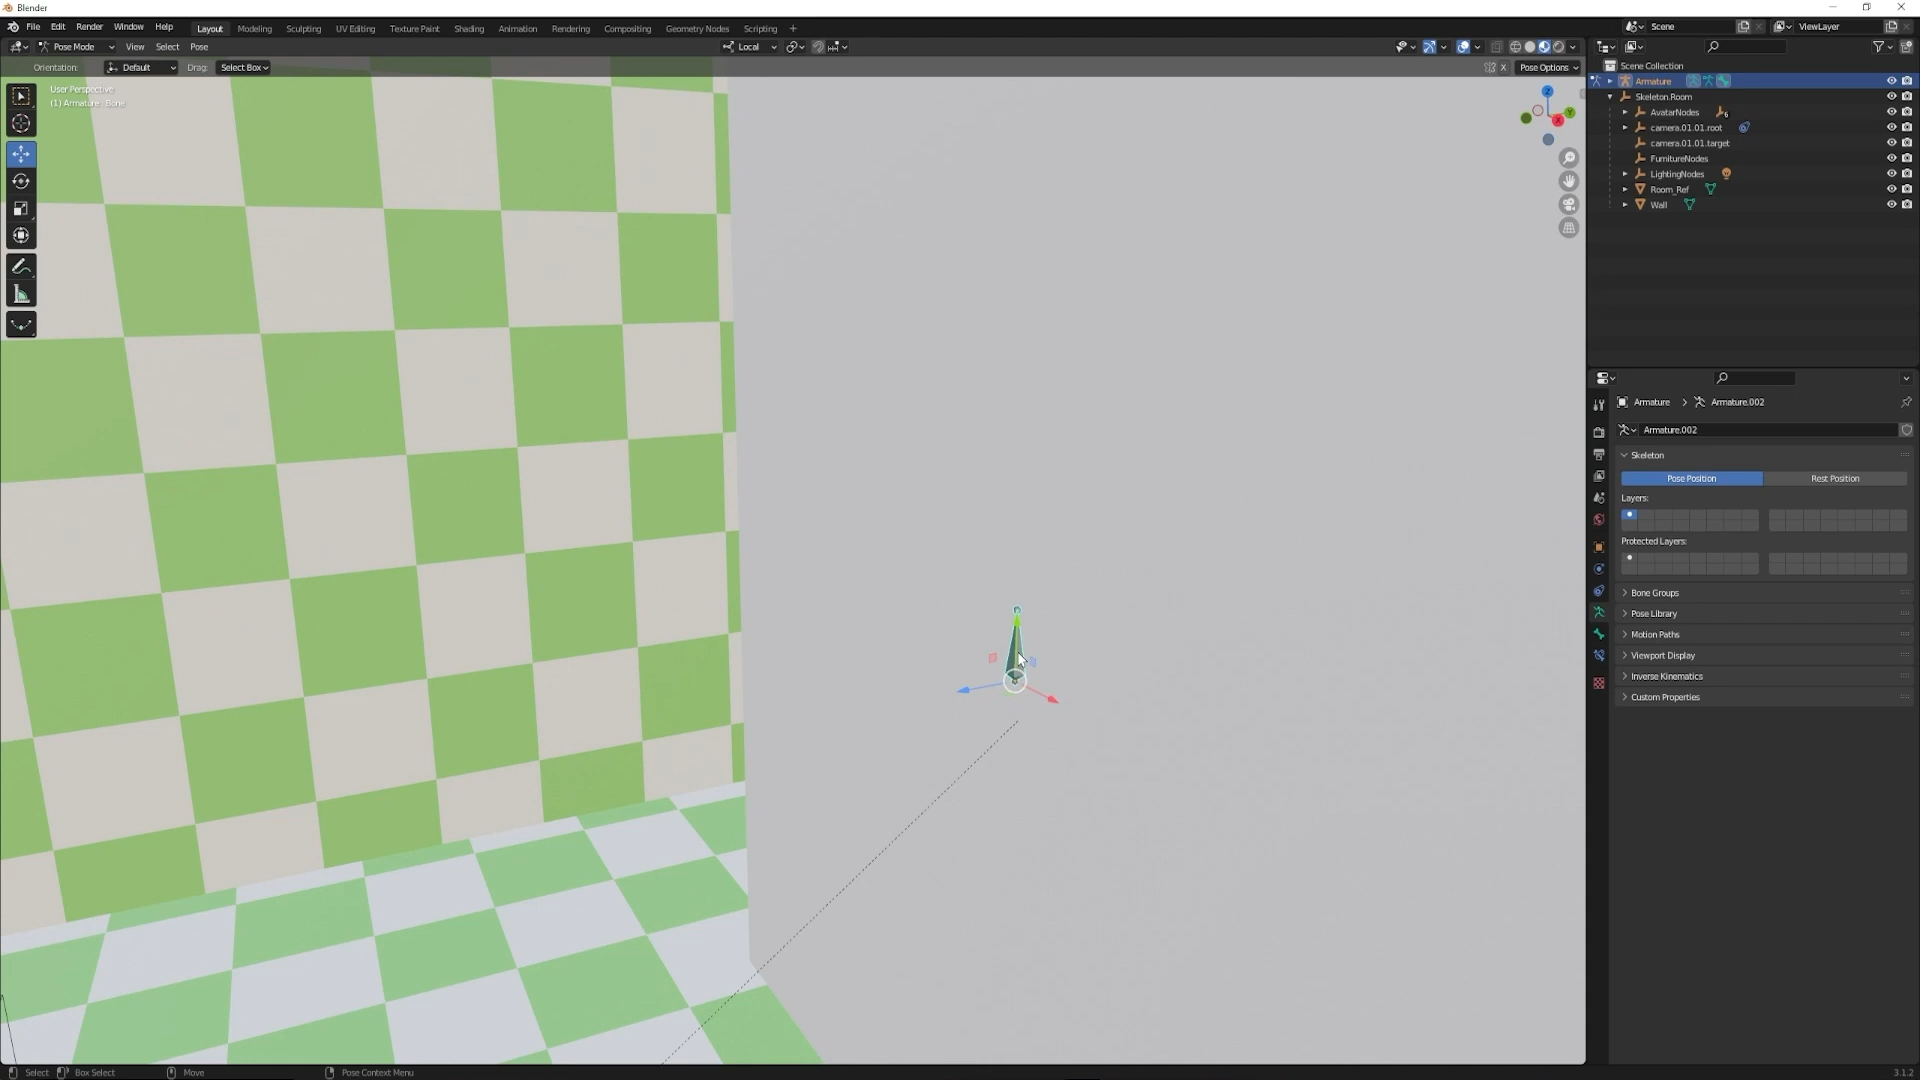 Blender
File Edit Render Window Help Layout Modeling Sculpting UV Editing Texture Paint Shading Animation Rendering Compositing Geometry Nodes Scripting + Scene ViewLayer
Pose Mode View Select Pose Local
Orientation: Default Drag: Select Box X Pose Options
User Perspective
(1) Armature : Bone
Z
Y
X
Scene Collection
Armature
Skeleton.Room
AvatarNodes 6
camera.01.01.root
camera.01.01.target
FurnitureNodes
LightingNodes
Room_Ref
Wall
Armature > Armature.002
Armature.002
Skeleton
Pose Position Rest Position
Layers:
Protected Layers:
Bone Groups
Pose Library
Motion Paths
Viewport Display
Inverse Kinematics
Custom Properties
Select Box Select Move Pose Context Menu 3.1.2